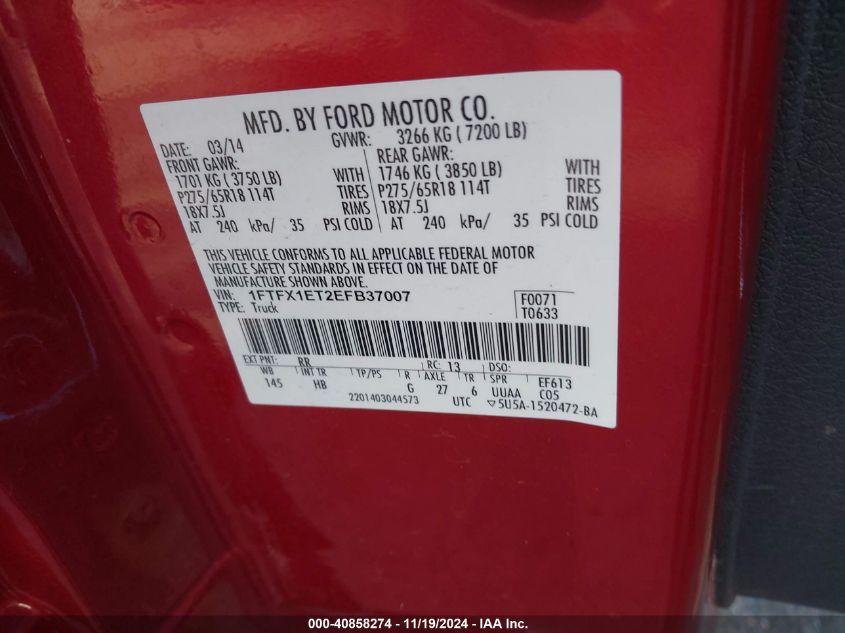 MFD. BY FORD MOTOR CO.
DATE: 03/14 GVWR: 3266 KG ( 7200 LB)
FRONT GAWR: REAR GAWR:
1701 KG ( 3750 LB) WITH 1746 KG ( 3850 LB) WITH
P275/65R18 114T TIRES P275/65R18 114T TIRES
18X7.5J RIMS 18X7.5J RIMS
AT 240 kPa/ 35 PSI COLD AT 240 kPa/ 35 PSI COLD
THIS VEHICLE CONFORMS TO ALL APPLICABLE FEDERAL MOTOR
VEHICLE SAFETY STANDARDS IN EFFECT ON THE DATE OF
MANUFACTURE SHOWN ABOVE.
VIN: 1FTFX1ET2EFB37007 F0071
TYPE: Truck T0633
EXT PNT: RR RC: 13 DSO:
WB INT TR TP/PS R AXLE TR SPR EF613
145 HB G 27 6 UUAA C05
2201403044573 UTC ▽5U5A-1520472-BA
000-40858274 - 11/19/2024 - IAA Inc.